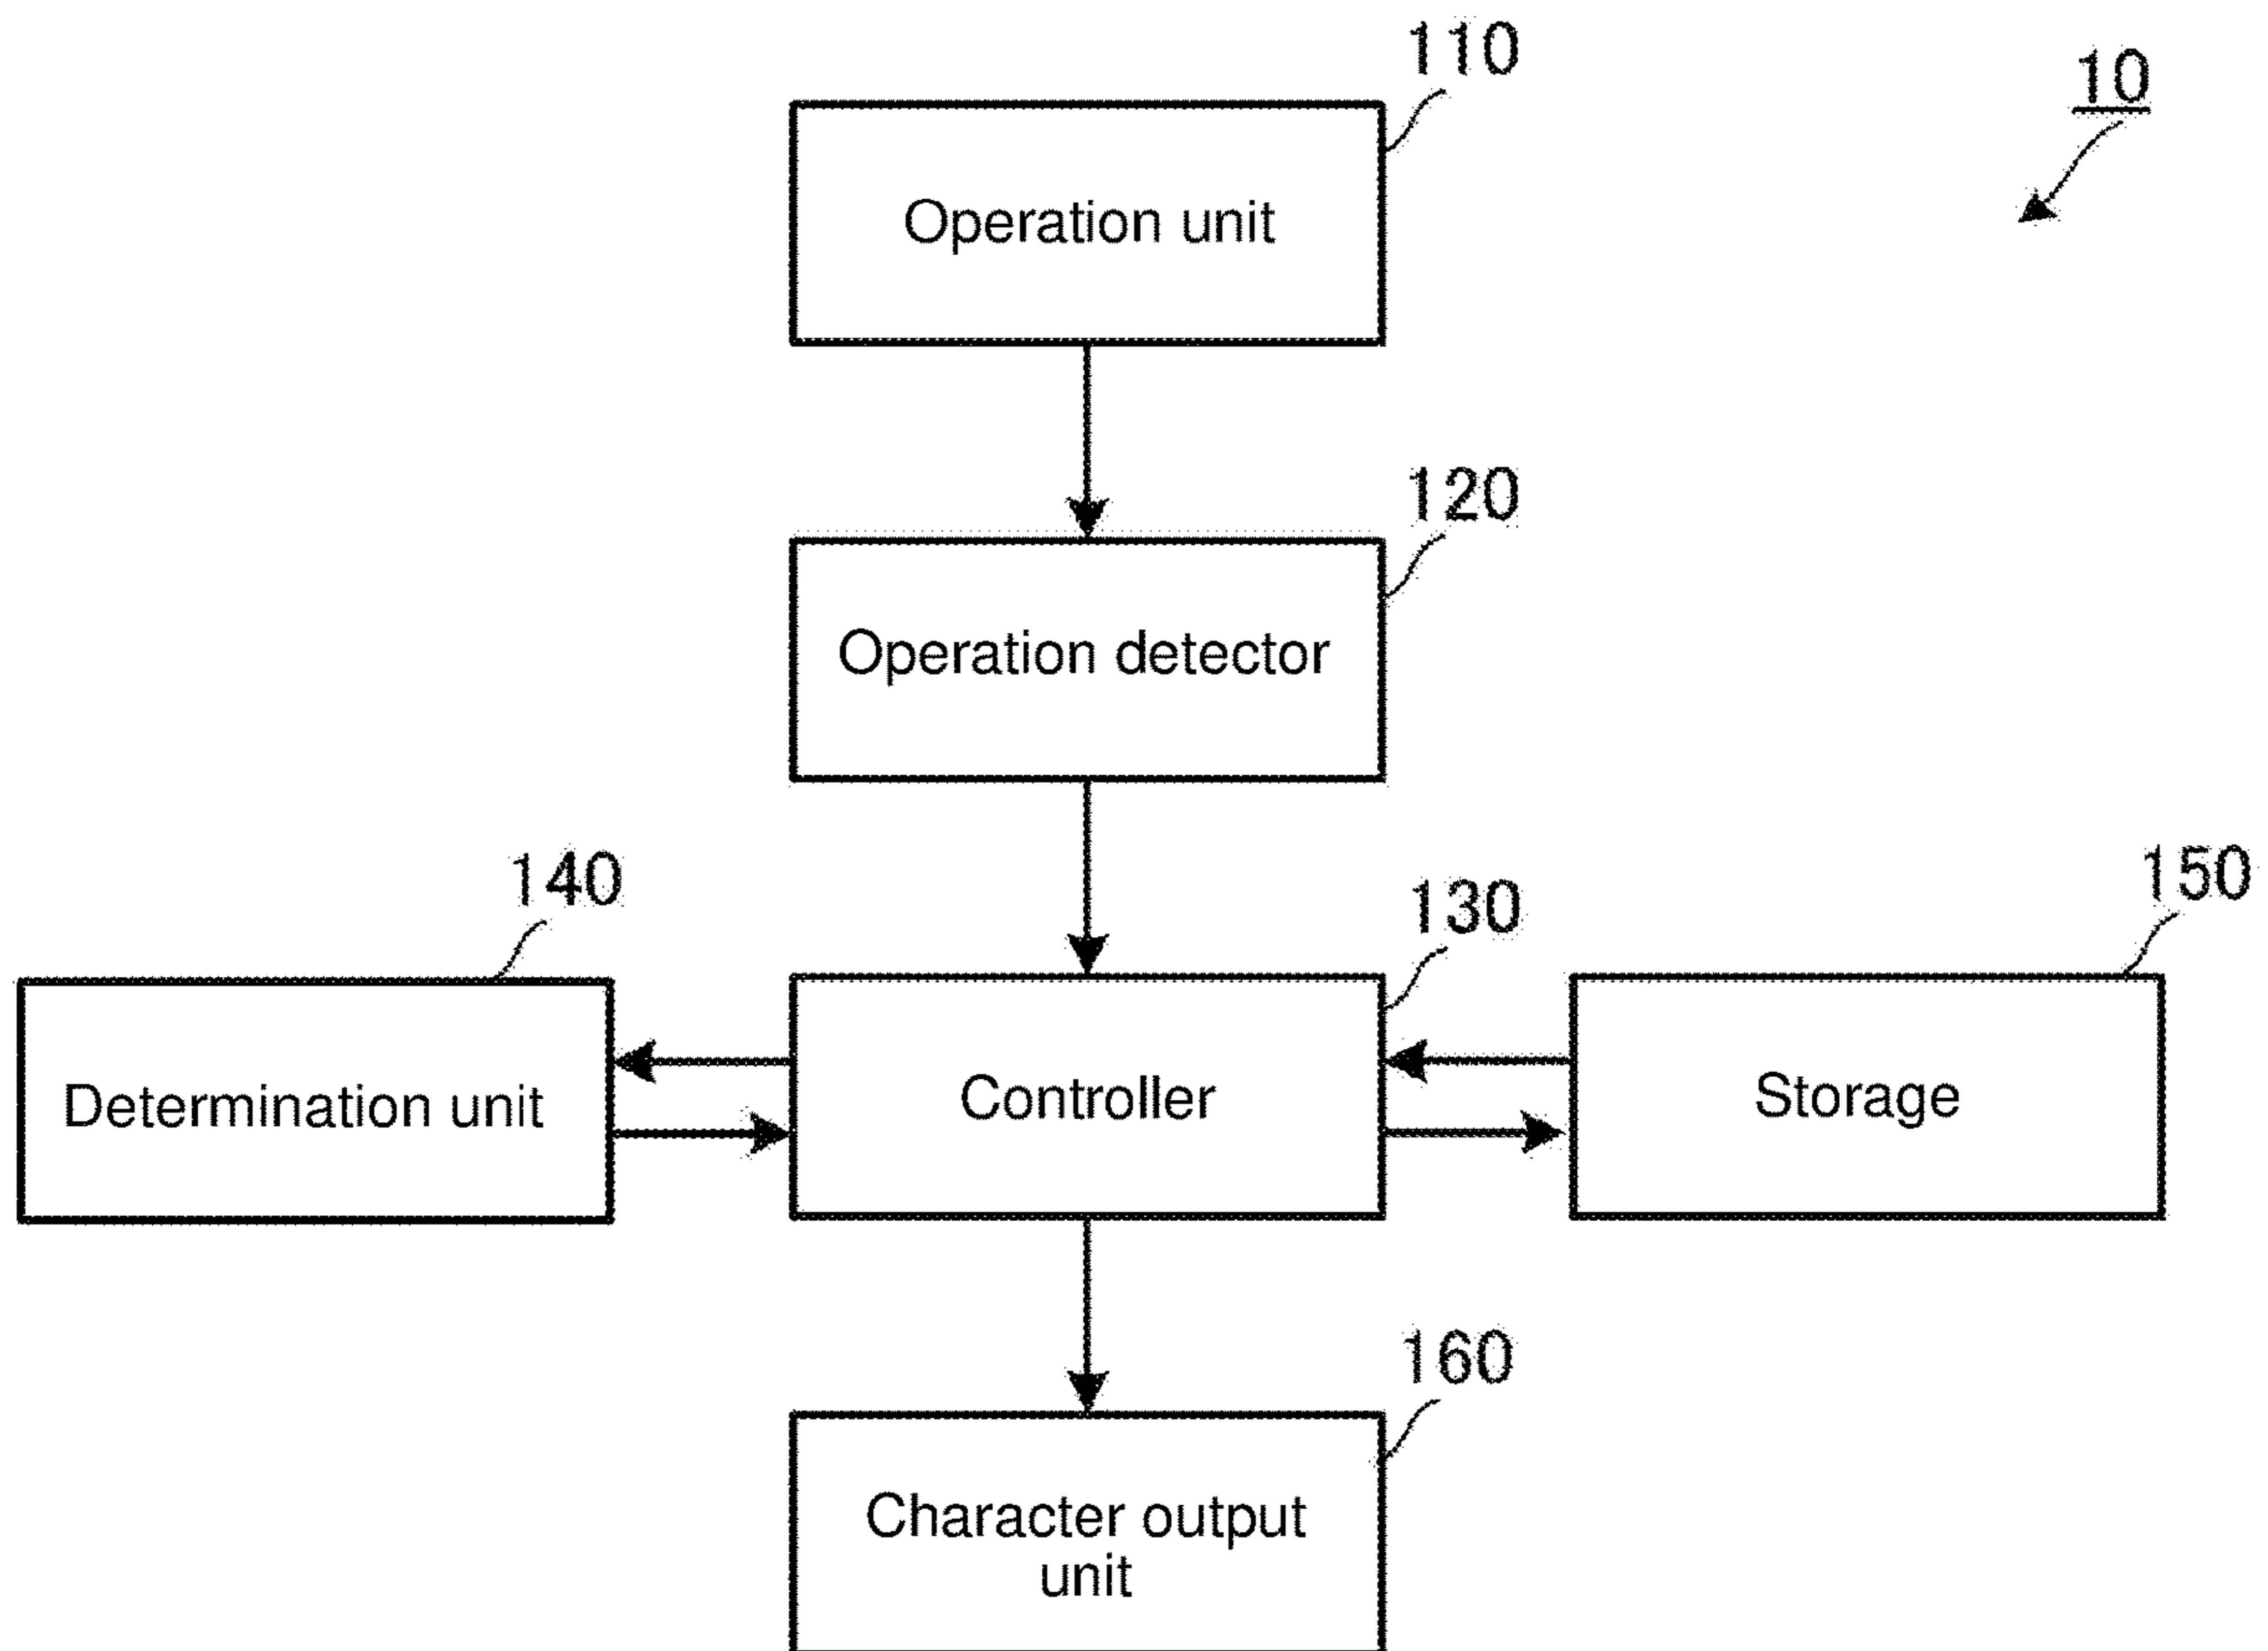 110
10
Operation unit
120
Operation detector
140
130
150
Determination unit
Controller
Storage
160
Character output
unit